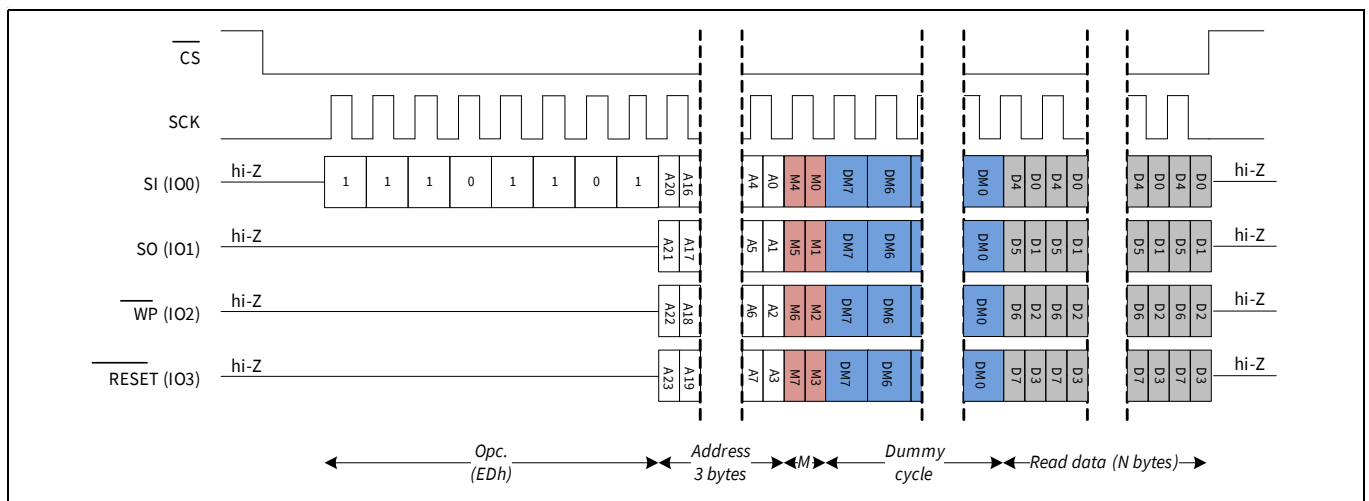 CS
SCK
SI (IO0) hi-Z 1 1 1 0 1 1 0 1 A20 A16 A4 A0 M4 M0 DM7 DM6 DM0 D4 D0 D4 D0 D4 D0 D4 D0 hi-Z
SO (IO1) hi-Z A21 A17 A5 A1 M5 M1 DM7 DM6 DM0 D5 D1 D5 D1 D5 D1 D5 D1 hi-Z
WP (IO2) hi-Z A22 A18 A6 A2 M6 M2 DM7 DM6 DM0 D6 D2 D6 D2 D6 D2 D6 D2 hi-Z
RESET (IO3) hi-Z A23 A19 A7 A3 M7 M3 DM7 DM6 DM0 D7 D3 D7 D3 D7 D3 D7 D3 hi-Z
Opc. Address M Dummy Read data (N bytes)
(EDh) 3 bytes cycle